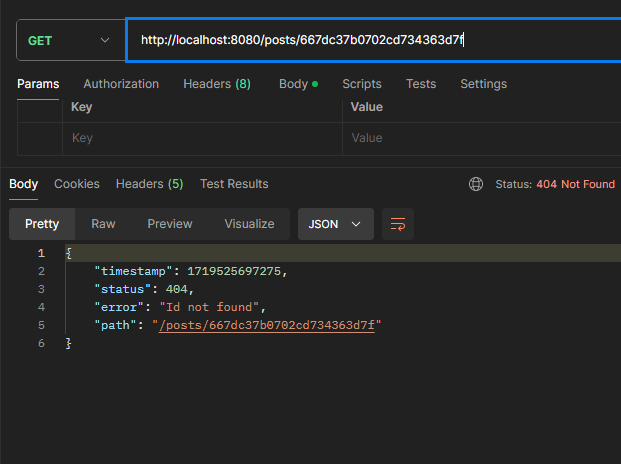 GET http://localhost:8080/posts/667dc37b0702cd734363d7f
Params Authorization Headers (8) Body Scripts Tests Settings
Key Value
Key Value
Body Cookies Headers (5) Test Results Status: 404 Not Found
Pretty Raw Preview Visualize JSON
1 {
2 "timestamp": 1719525697275,
3 "status": 404,
4 "error": "Id not found",
5 "path": "/posts/667dc37b0702cd734363d7f"
6 }